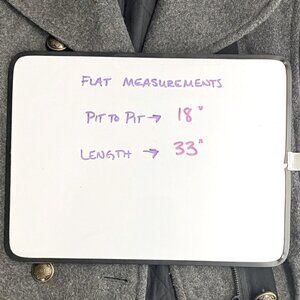 FLAT MEASUREMENTS
PIT TO PIT → 18"
LENGTH → 33"